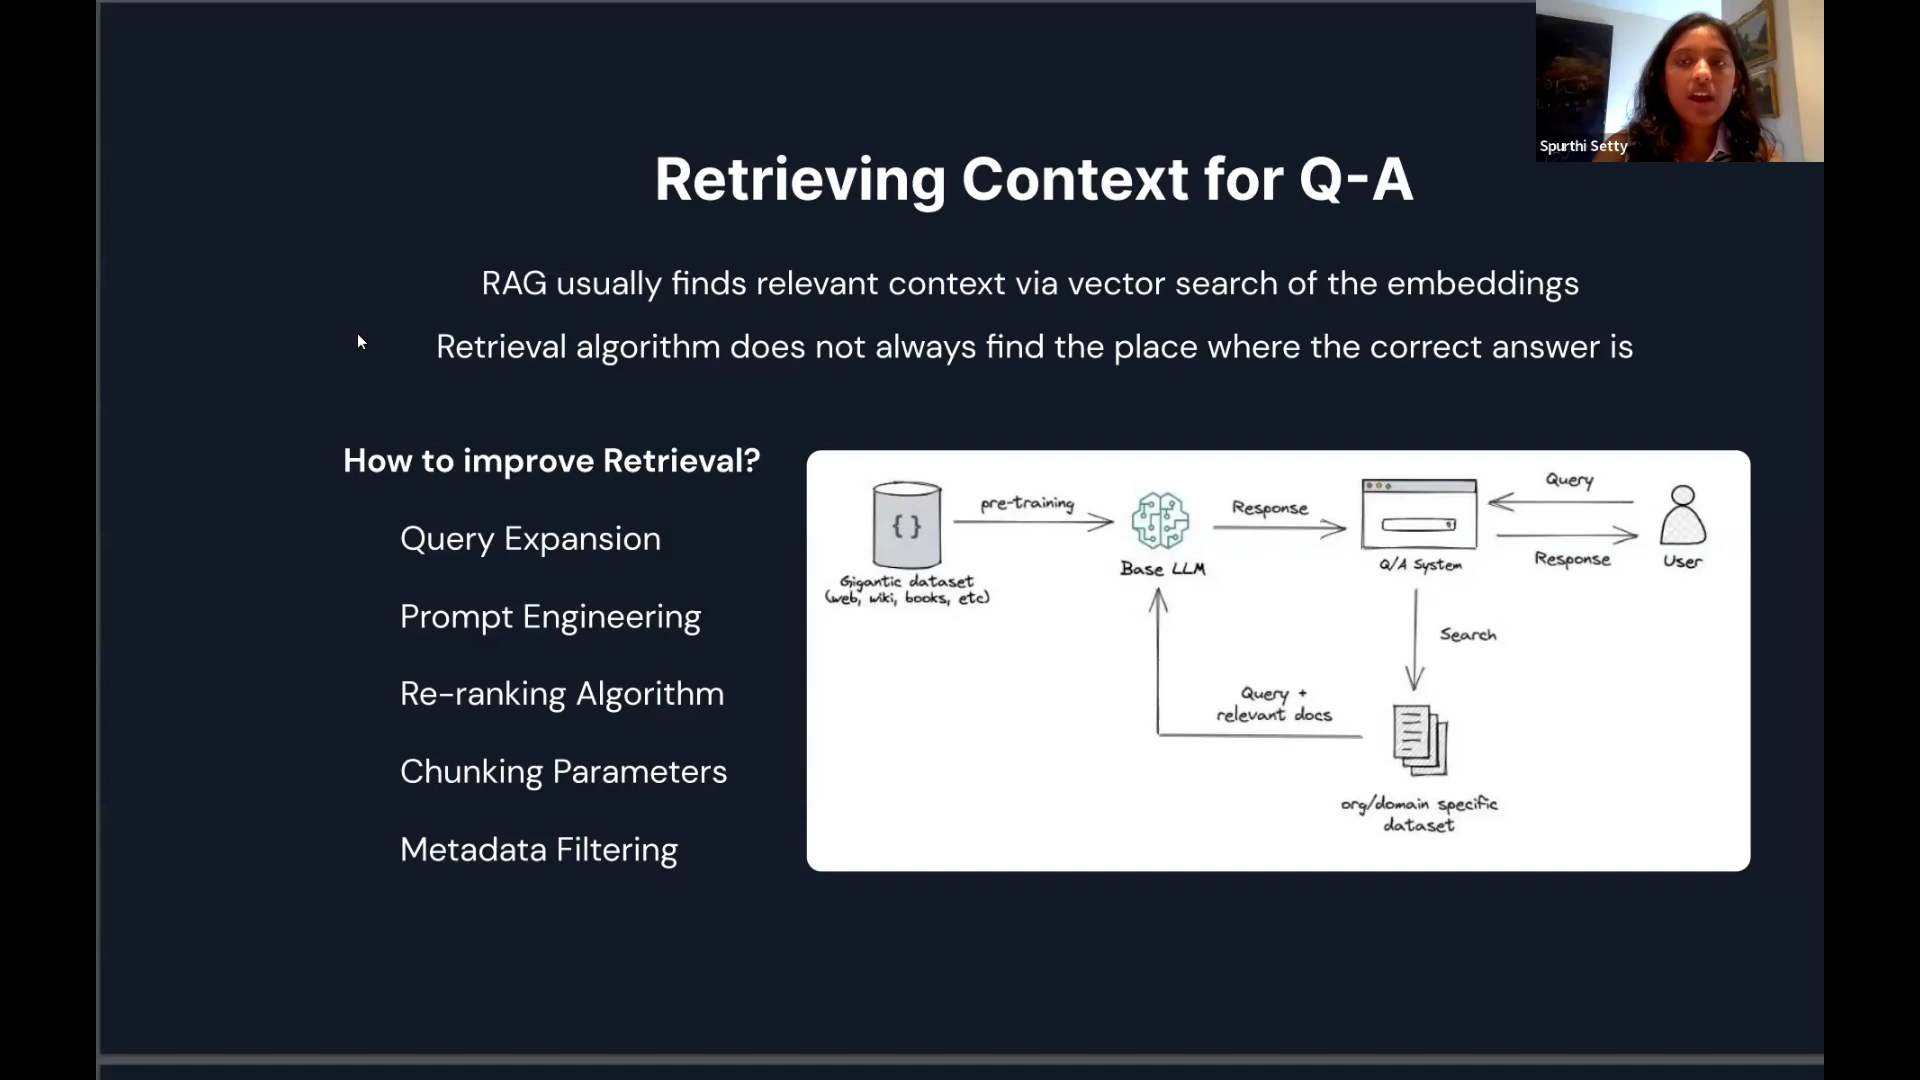 Spurthi Setty
Retrieving Context for Q-A
RAG usually finds relevant context via vector search of the embeddings
Retrieval algorithm does not always find the place where the correct answer is
How to improve Retrieval?
Query Expansion
Prompt Engineering
Re-ranking Algorithm
Chunking Parameters
Metadata Filtering
{ }
Gigantic dataset
(web, wiki, books, etc)
pre-training
Base LLM
Response
Q/A System
Query
Response
User
Search
Query +
relevant docs
org/domain specific
dataset